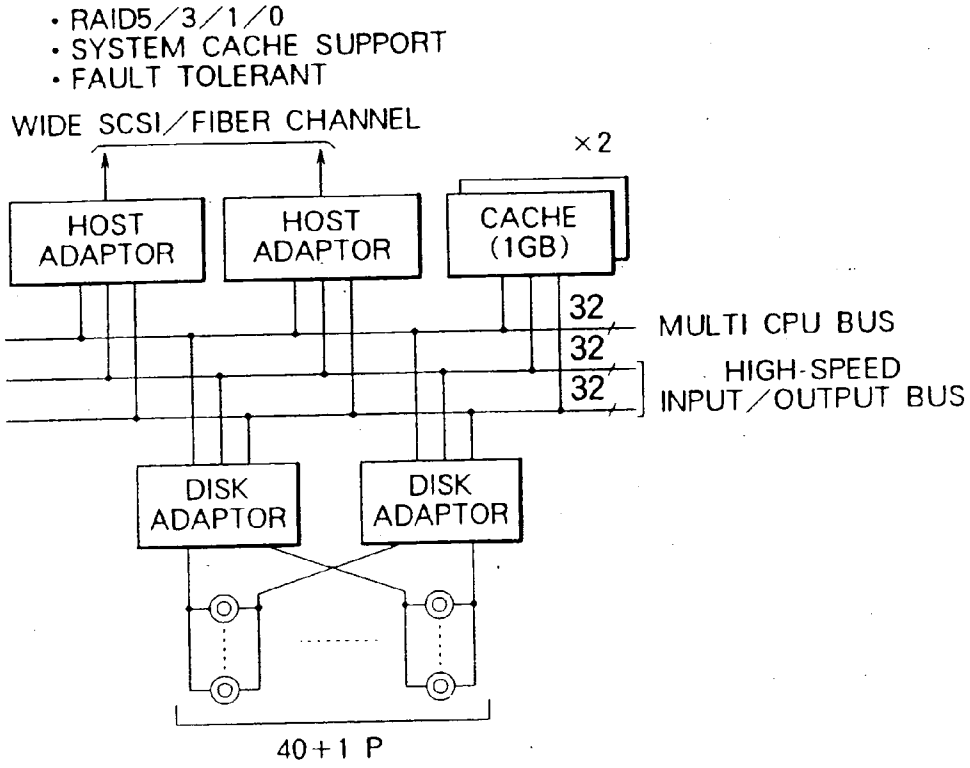 · RAID5/3/1/0
· SYSTEM CACHE SUPPORT
· FAULT TOLERANT
WIDE SCSI/FIBER CHANNEL
×2
HOST
ADAPTOR
HOST
ADAPTOR
CACHE
(1GB)
32
MULTI CPU BUS
32
32
HIGH-SPEED
INPUT/OUTPUT BUS
DISK
ADAPTOR
DISK
ADAPTOR
40+1 P